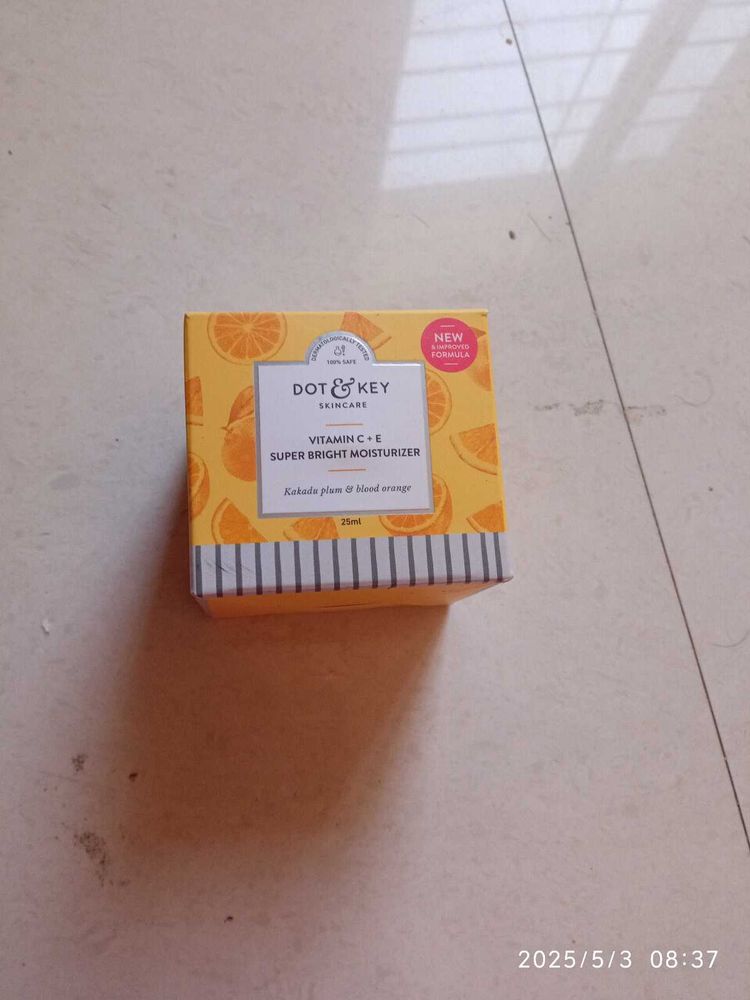 DERMATOLOGICALLY TESTED
100% SAFE
NEW
& IMPROVED
FORMULA
DOT & KEY
SKINCARE
VITAMIN C + E
SUPER BRIGHT MOISTURIZER
Kakadu plum & blood orange
25ml
2025/5/3 08:37